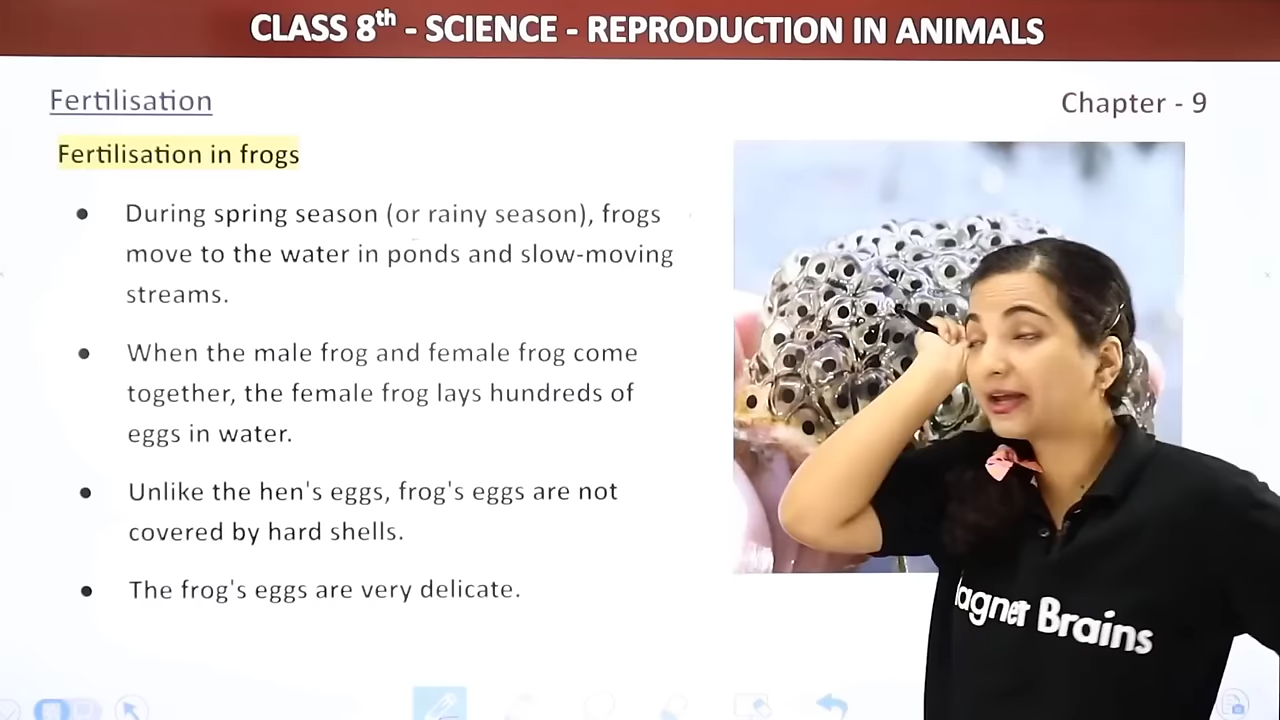 CLASS 8th - SCIENCE - REPRODUCTION IN ANIMALS
Fertilisation
Chapter - 9
Fertilisation in frogs
● During spring season (or rainy season), frogs
move to the water in ponds and slow-moving
streams.
● When the male frog and female frog come
together, the female frog lays hundreds of
eggs in water.
● Unlike the hen's eggs, frog's eggs are not
covered by hard shells.
● The frog's eggs are very delicate.
agnet Brains